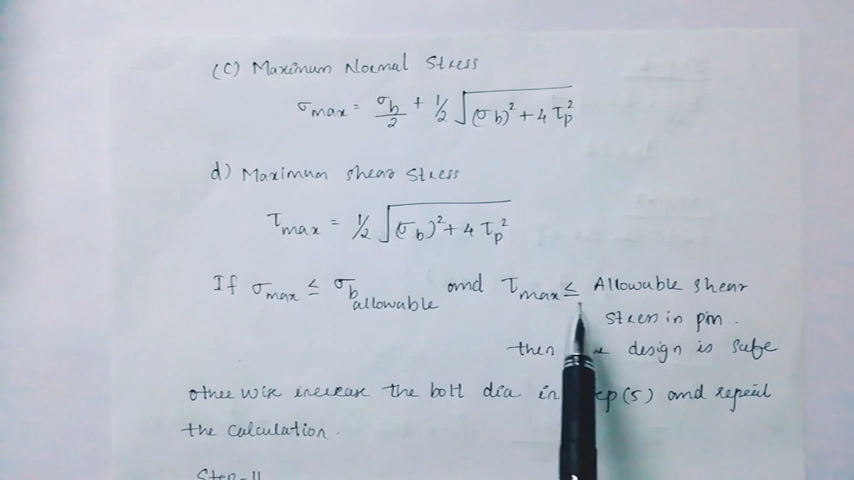 (C) Maximum Normal Stress
σmax = σb/2 + 1/2 √((σb)² + 4 τp²)
d) Maximum shear Stress
τmax = 1/2 √((σb)² + 4 τp²)
If σmax ≤ σb allowable and τmax ≤ Allowable shear
stress in pin.
then design is safe
otherwise increase the bolt dia in ep(5) and repeat
the calculation.
Step-11